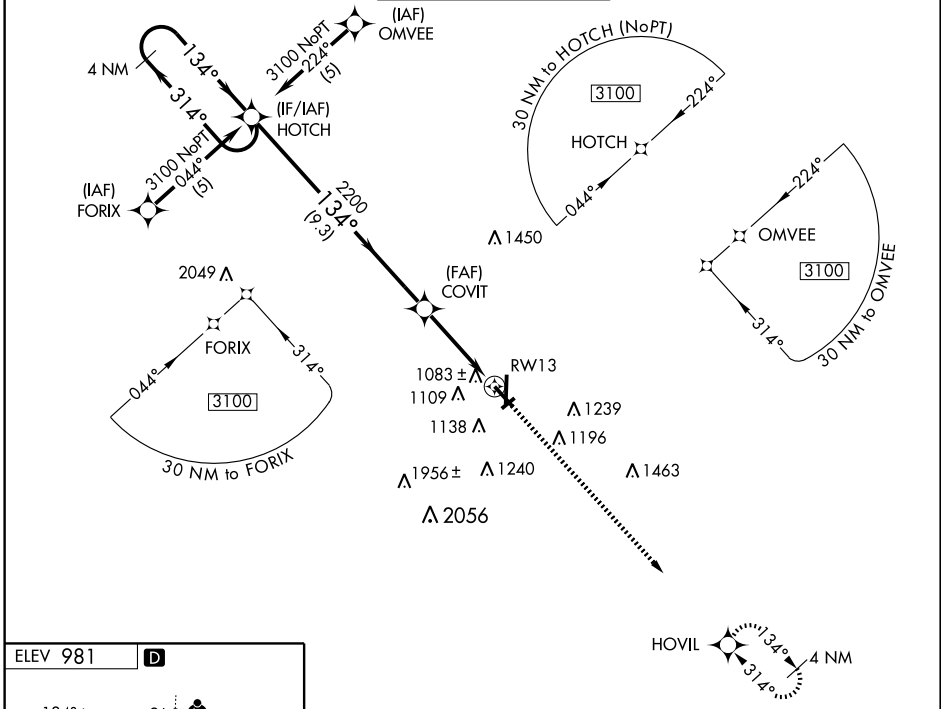 (IAF)
OMVEE
3100 NoPT
224°
(5)
4 NM
134°
314°
(IF/IAF)
HOTCH
3100 NoPT
044°
(5)
(IAF)
FORIX
2200
134°
(9.3)
30 NM to HOTCH (NoPT)
3100
224°
HOTCH
044°
224°
OMVEE
3100
314°
30 NM to OMVEE
1450
(FAF)
COVIT
2049
FORIX
044°
314°
3100
30 NM to FORIX
RW13
1083 ±
1109
1138
1239
1196
1956 ±
1240
1463
2056
HOVIL
134°
314°
4 NM
ELEV 981
D